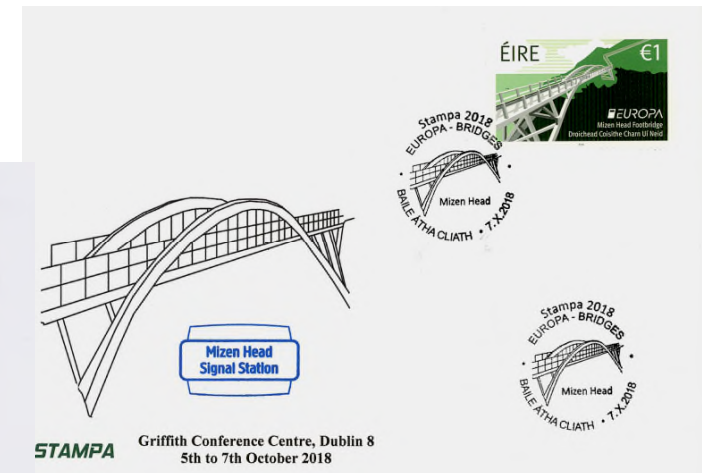 ÉIRE €1
EUROPA
Mizen Head Footbridge
Droichead Coisithe Charn Uí Néid
Stampa 2018
EUROPA - BRIDGES
Mizen Head
BAILE ÁTHA CLIATH • 7.X.2018
Mizen Head
Signal Station
Stampa 2018
EUROPA - BRIDGES
Mizen Head
BAILE ÁTHA CLIATH • 7.X.2018
STAMPA
Griffith Conference Centre, Dublin 8
5th to 7th October 2018